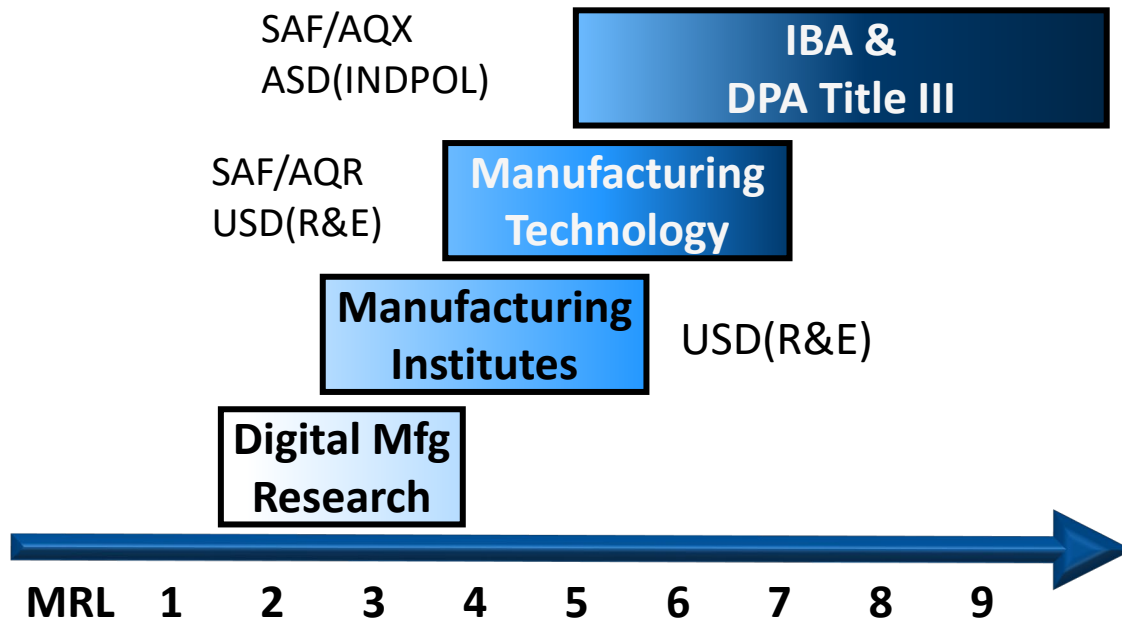 SAF/AQX
ASD(INDPOL)
IBA &
DPA Title III
SAF/AQR
USD(R&E)
Manufacturing
Technology
Manufacturing
Institutes
USD(R&E)
Digital Mfg
Research
MRL 1 2 3 4 5 6 7 8 9